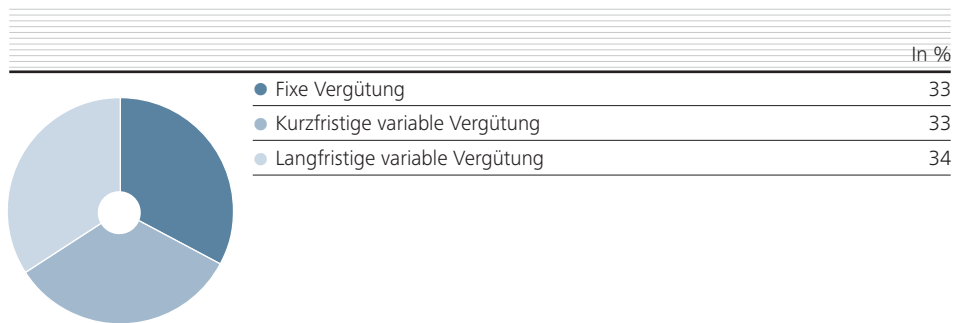 In %
Fixe Vergütung 33
Kurzfristige variable Vergütung 33
Langfristige variable Vergütung 34